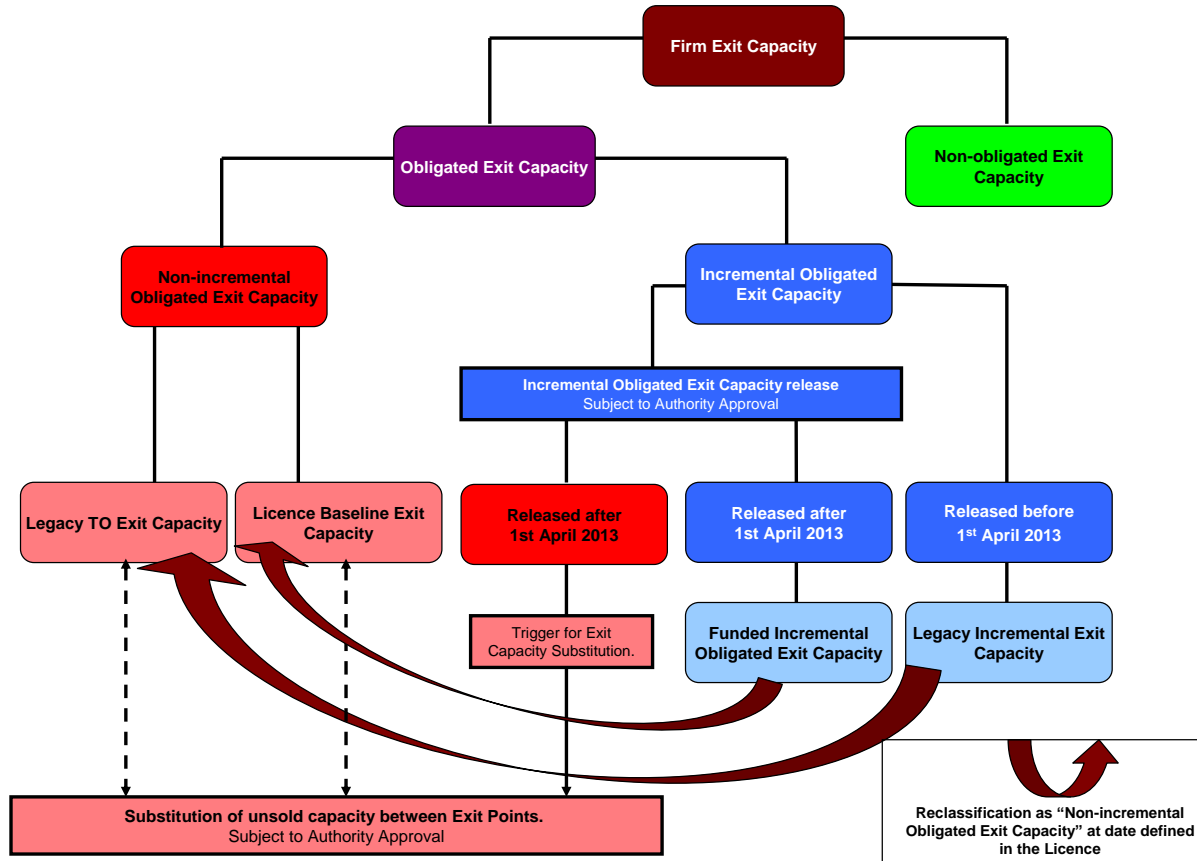 Firm Exit Capacity
Obligated Exit Capacity
Non-obligated Exit
Capacity
Non-incremental
Obligated Exit Capacity
Incremental Obligated
Exit Capacity
Incremental Obligated Exit Capacity release
Subject to Authority Approval
Legacy TO Exit Capacity
Licence Baseline Exit
Capacity
Released after
1st April 2013
Released after
1st April 2013
Released before
1st April 2013
Trigger for Exit
Capacity Substitution.
Funded Incremental
Obligated Exit Capacity
Legacy Incremental Exit
Capacity
Substitution of unsold capacity between Exit Points.
Subject to Authority Approval
Reclassification as “Non-incremental
Obligated Exit Capacity” at date defined
in the Licence